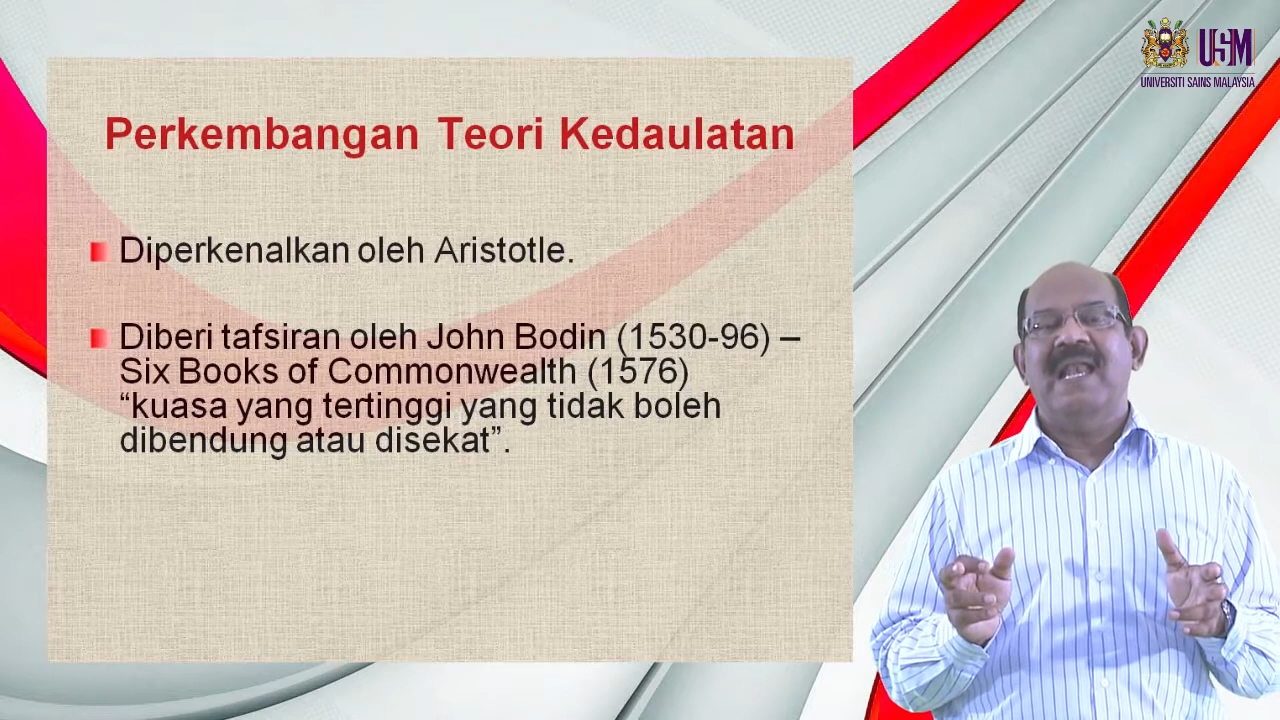 USM
UNIVERSITI SAINS MALAYSIA
Perkembangan Teori Kedaulatan
Diperkenalkan oleh Aristotle.
Diberi tafsiran oleh John Bodin (1530-96) –
Six Books of Commonwealth (1576)
“kuasa yang tertinggi yang tidak boleh
dibendung atau disekat”.